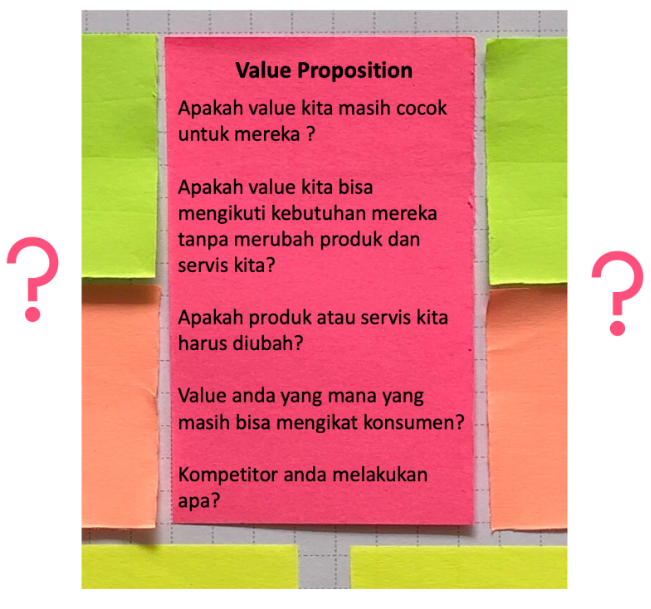 Value Proposition
Apakah value kita masih cocok
untuk mereka ?
Apakah value kita bisa
mengikuti kebutuhan mereka
tanpa merubah produk dan
servis kita?
Apakah produk atau servis kita
harus diubah?
Value anda yang mana yang
masih bisa mengikat konsumen?
Kompetitor anda melakukan
apa?
?
?